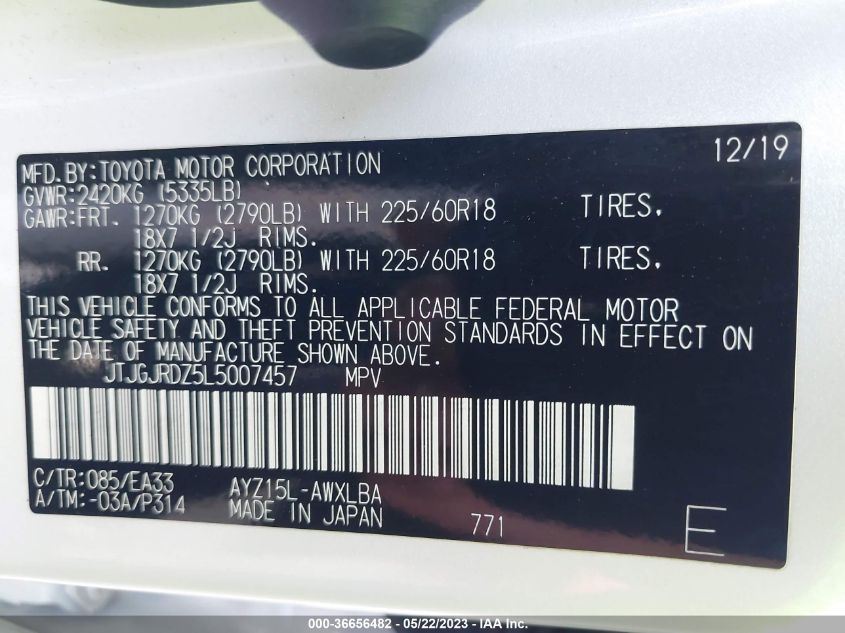 12/19
MFD.BY:TOYOTA MOTOR CORPORATION
GVWR:2420KG (5335LB)
GAWR:FRT. 1270KG (2790LB) WITH 225/60R18 TIRES.
18X7 1/2J RIMS.
RR. 1270KG (2790LB) WITH 225/60R18 TIRES.
18X7 1/2J RIMS.
THIS VEHICLE CONFORMS TO ALL APPLICABLE FEDERAL MOTOR
VEHICLE SAFETY AND THEFT PREVENTION STANDARDS IN EFFECT ON
THE DATE OF MANUFACTURE SHOWN ABOVE.
JTJGJRDZ5L5007457 MPV
C/TR:085/EA33 AYZ15L-AWXLBA
A/TM:-03A/P314 MADE IN JAPAN 771 E
000-36656482 - 05/22/2023 - IAA Inc.